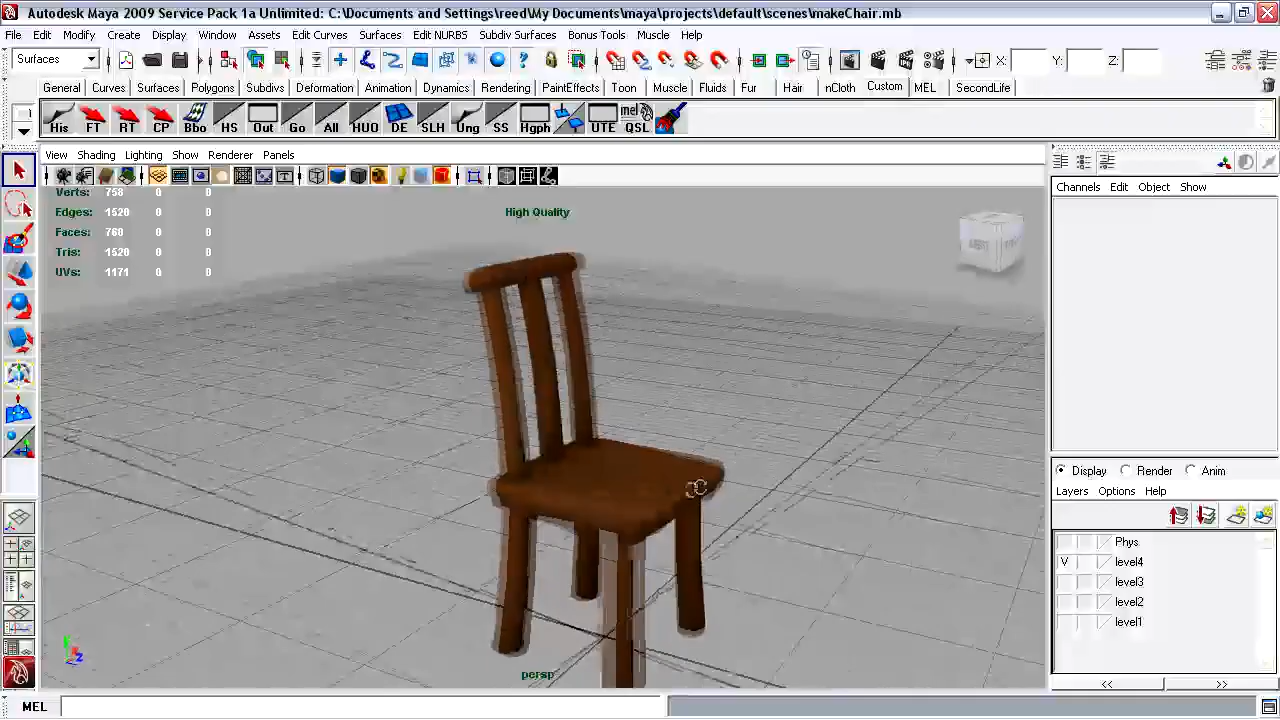 Autodesk Maya 2009 Service Pack 1a Unlimited: C:\Documents and Settings\reed\My Documents\maya\projects\default\scenes\makeChair.mb
File Edit Modify Create Display Window Assets Edit Curves Surfaces Edit NURBS Subdiv Surfaces Bonus Tools Muscle Help
Surfaces X: Y: Z:
General Curves Surfaces Polygons Subdivs Deformation Animation Dynamics Rendering PaintEffects Toon Muscle Fluids Fur Hair nCloth Custom MEL SecondLife
mel
His FT RT CP Bbo HS Out Go All HUO DE SLH Ung SS Hgph UTE QSL
View Shading Lighting Show Renderer Panels
Channels Edit Object Show
Verts: 758 0 0
Edges: 1520 0 0
Faces: 760 0 0
Tris: 1520 0 0
UVs: 1171 0 0
High Quality
Display Render Anim
Layers Options Help
Phys
V level4
level3
level2
level1
z
persp
<< >>
MEL